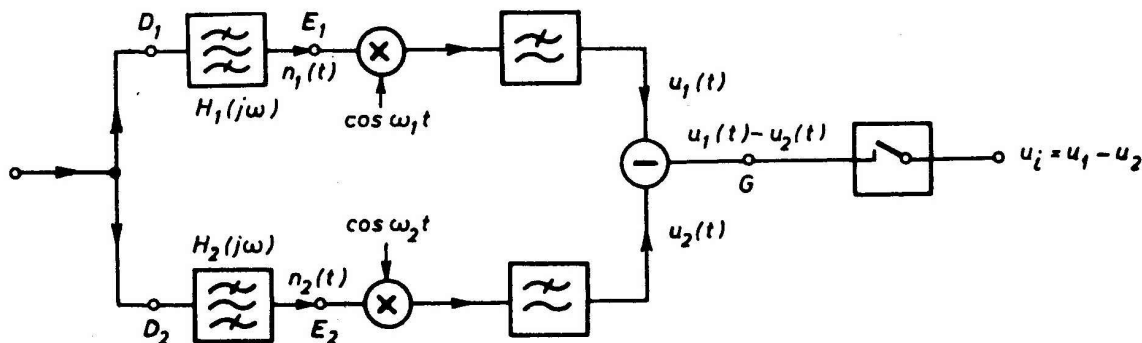 D₁
E₁
n₁(t)
H₁(jω)
cos ω₁t
u₁(t)
u₁(t)-u₂(t)
G
uᵢ = u₁ - u₂
cos ω₂t
u₂(t)
H₂(jω)
n₂(t)
D₂
E₂